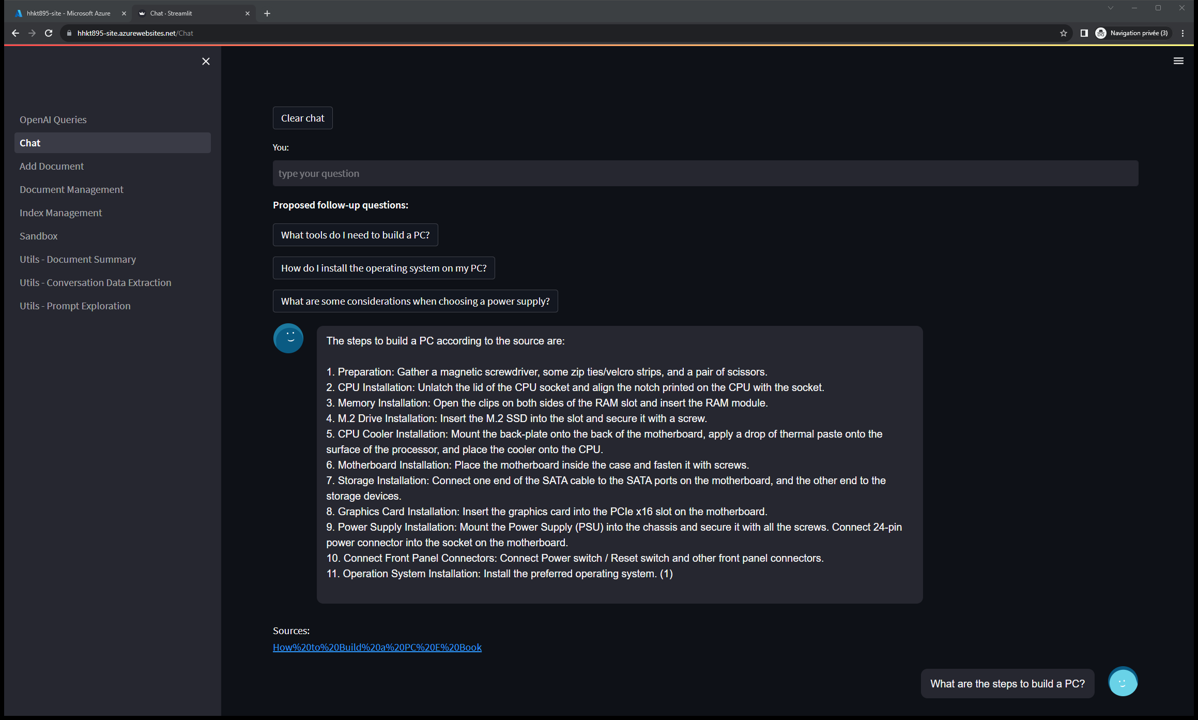 hhkt895-site - Microsoft Azure
Chat · Streamlit
hhkt895-site.azurewebsites.net/Chat
Navigation privée (3)
OpenAI Queries
Chat
Add Document
Document Management
Index Management
Sandbox
Utils - Document Summary
Utils - Conversation Data Extraction
Utils - Prompt Exploration
Clear chat
You:
type your question
Proposed follow-up questions:
What tools do I need to build a PC?
How do I install the operating system on my PC?
What are some considerations when choosing a power supply?
The steps to build a PC according to the source are:
1. Preparation: Gather a magnetic screwdriver, some zip ties/velcro strips, and a pair of scissors.
2. CPU Installation: Unlatch the lid of the CPU socket and align the notch printed on the CPU with the socket.
3. Memory Installation: Open the clips on both sides of the RAM slot and insert the RAM module.
4. M.2 Drive Installation: Insert the M.2 SSD into the slot and secure it with a screw.
5. CPU Cooler Installation: Mount the back-plate onto the back of the motherboard, apply a drop of thermal paste onto the
surface of the processor, and place the cooler onto the CPU.
6. Motherboard Installation: Place the motherboard inside the case and fasten it with screws.
7. Storage Installation: Connect one end of the SATA cable to the SATA ports on the motherboard, and the other end to the
storage devices.
8. Graphics Card Installation: Insert the graphics card into the PCIe x16 slot on the motherboard.
9. Power Supply Installation: Mount the Power Supply (PSU) into the chassis and secure it with all the screws. Connect 24-pin
power connector into the socket on the motherboard.
10. Connect Front Panel Connectors: Connect Power switch / Reset switch and other front panel connectors.
11. Operation System Installation: Install the preferred operating system. (1)
Sources:
How%20to%20Build%20a%20PC%20E%20Book
What are the steps to build a PC?